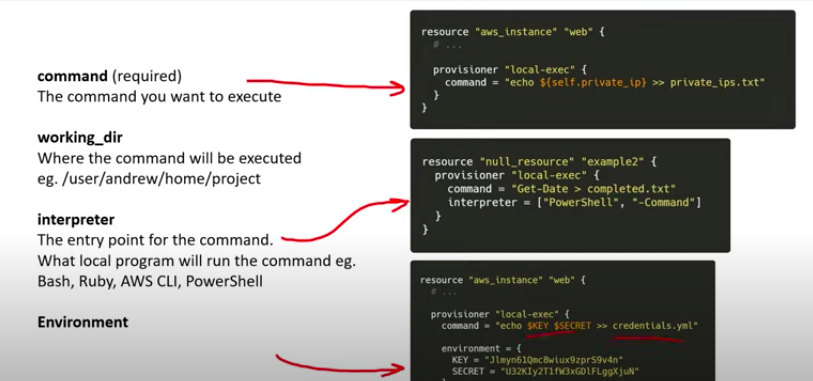 command (required)
The command you want to execute
working_dir
Where the command will be executed
eg. /user/andrew/home/project
interpreter
The entry point for the command.
What local program will run the command eg.
Bash, Ruby, AWS CLI, PowerShell
Environment
resource "aws_instance" "web" {
# ...
provisioner "local-exec" {
command = "echo ${self.private_ip} >> private_ips.txt"
}
}
resource "null_resource" "example2" {
provisioner "local-exec" {
command = "Get-Date > completed.txt"
interpreter = ["PowerShell", "-Command"]
}
}
resource "aws_instance" "web" {
# ...
provisioner "local-exec" {
command = "echo $KEY $SECRET >> credentials.yml"
environment = {
KEY = "Jlmyn61Qmc8wiux9zprS9v4n"
SECRET = "U32KIy2T1fW3xGDlFLggXjuN"
}